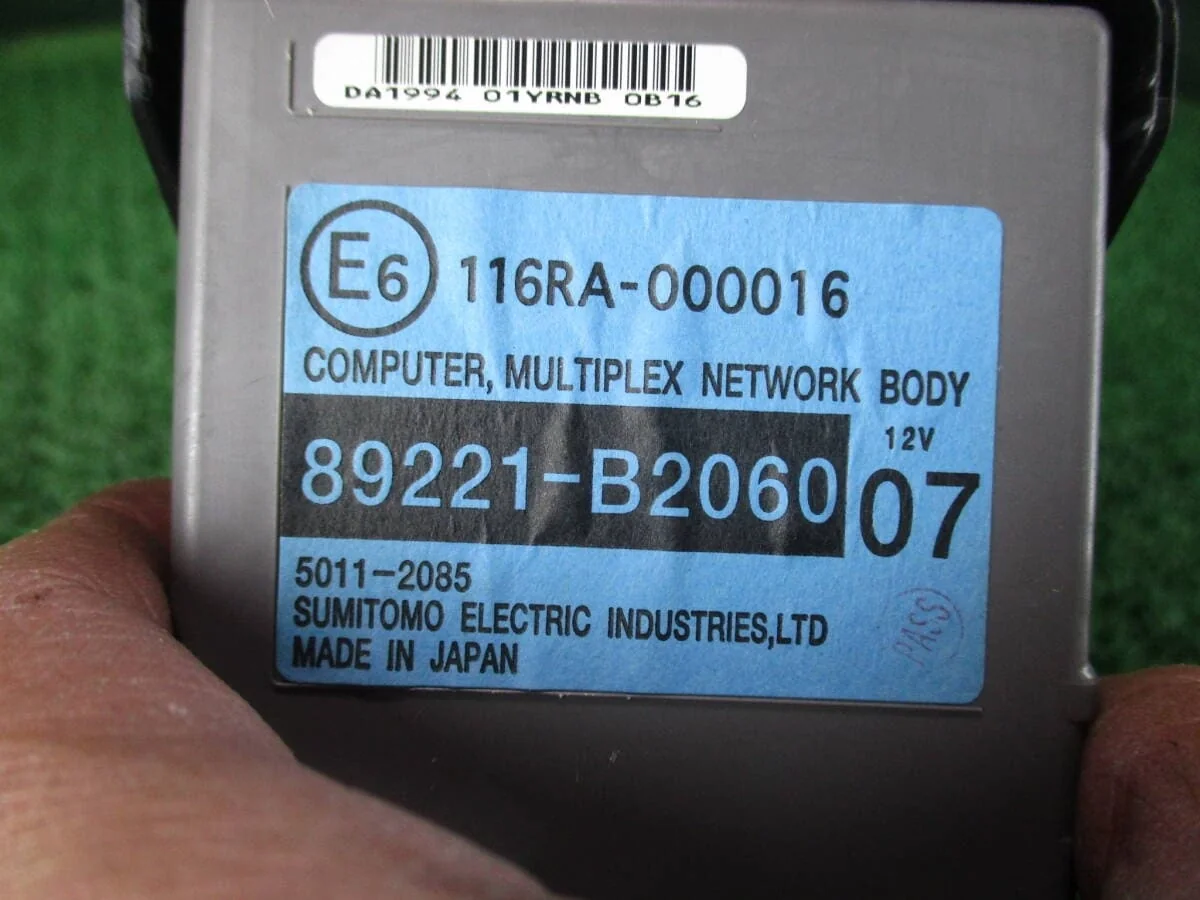 DA1994 01YRNB 0B16
E6 116RA-000016
COMPUTER, MULTIPLEX NETWORK BODY
12V
89221-B2060 07
5011-2085
SUMITOMO ELECTRIC INDUSTRIES,LTD
MADE IN JAPAN
PASS